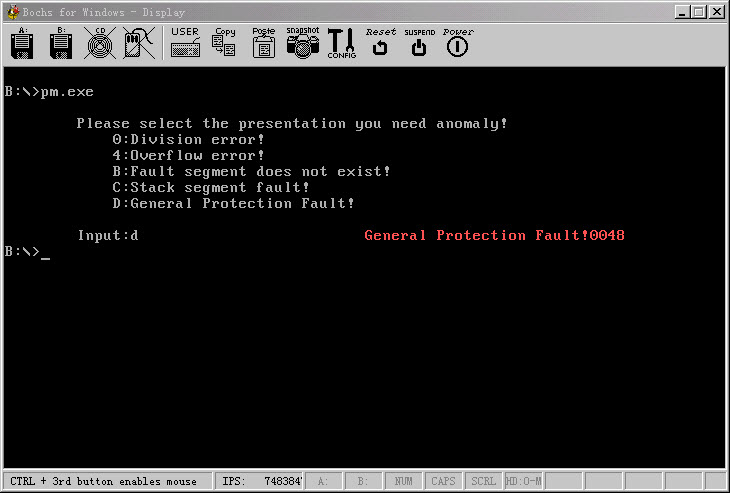 Bochs for Windows - Display
A: B: CD USER Copy Paste snapshot CONFIG Reset SUSPEND Power
B:\>pm.exe
Please select the presentation you need anomaly!
0:Division error!
4:Overflow error!
B:Fault segment does not exist!
C:Stack segment fault!
D:General Protection Fault!
Input:d General Protection Fault!0048
B:\>_
CTRL + 3rd button enables mouse IPS: 748384 A: B: NUM CAPS SCRL HD:0-M